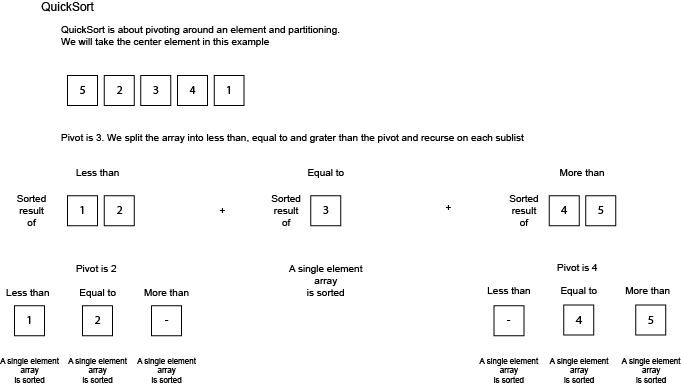 QuickSort
QuickSort is about pivoting around an element and partitioning.
We will take the center element in this example
5 2 3 4 1
Pivot is 3. We split the array into less than, equal to and grater than the pivot and recurse on each sublist
Less than Equal to More than
Sorted
result
of
1 2
+
Sorted
result
of
3
+
Sorted
result
of
4 5
Pivot is 2
Less than Equal to More than
1 2 -
A single element
array
is sorted
A single element
array
is sorted
A single element
array
is sorted
A single element
array
is sorted
Pivot is 4
Less than Equal to More than
- 4 5
A single element
array
is sorted
A single element
array
is sorted
A single element
array
is sorted